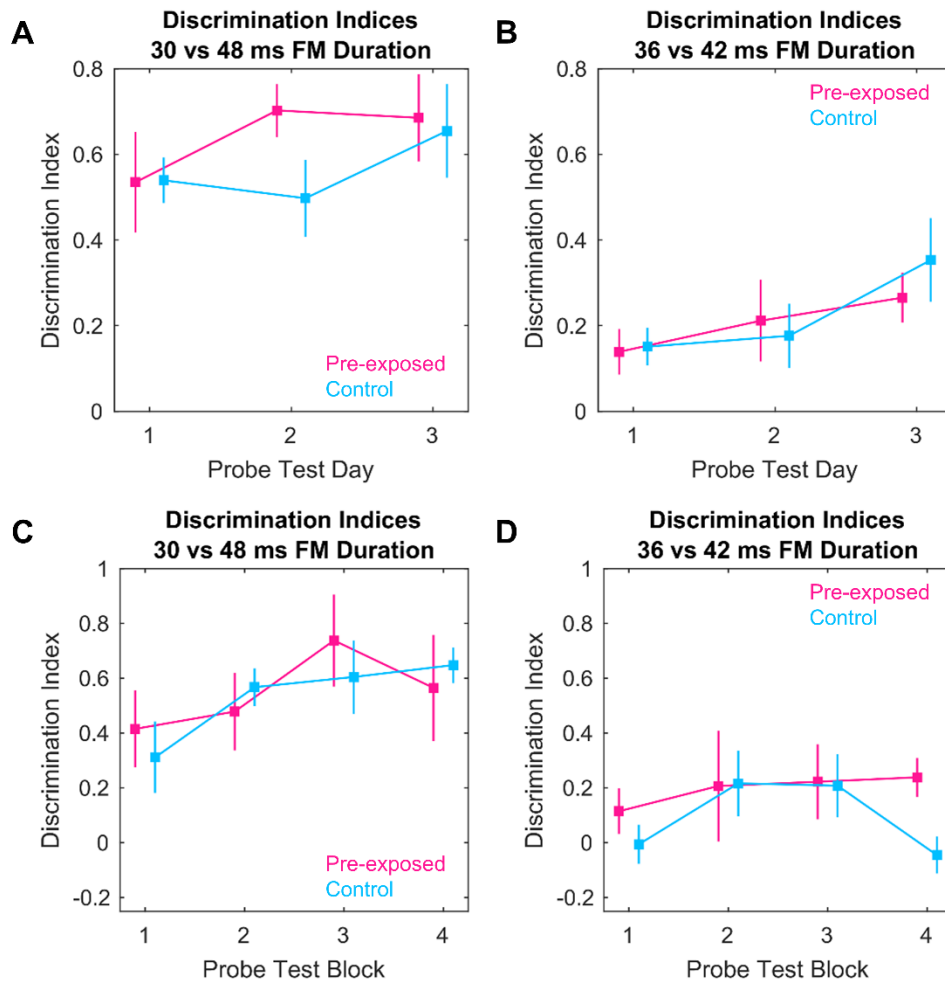 A
Discrimination Indices
30 vs 48 ms FM Duration
0.8
0.6
0.4
0.2
0
Discrimination Index
Pre-exposed
Control
1 2 3
Probe Test Day
B
Discrimination Indices
36 vs 42 ms FM Duration
0.8
0.6
0.4
0.2
0
Discrimination Index
Pre-exposed
Control
1 2 3
Probe Test Day
C
Discrimination Indices
30 vs 48 ms FM Duration
1
0.8
0.6
0.4
0.2
0
-0.2
Discrimination Index
Pre-exposed
Control
1 2 3 4
Probe Test Block
D
Discrimination Indices
36 vs 42 ms FM Duration
1
0.8
0.6
0.4
0.2
0
-0.2
Discrimination Index
Pre-exposed
Control
1 2 3 4
Probe Test Block